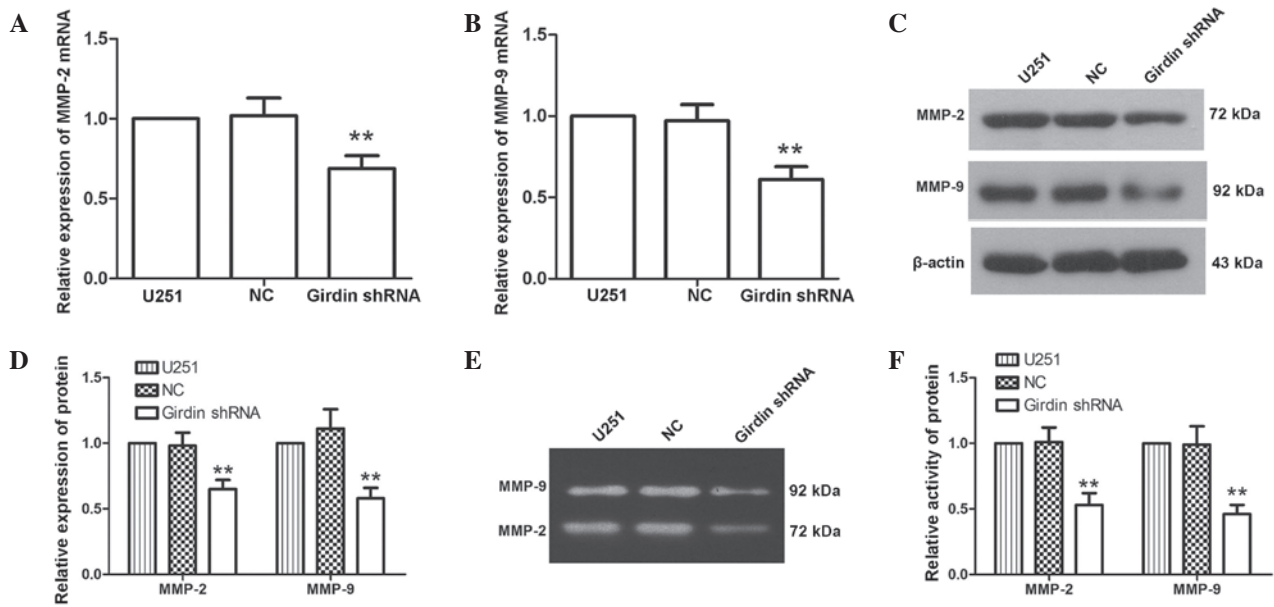 A
Relative expression of MMP-2 mRNA
1.5
1.0
0.5
0.0
**
U251 NC Girdin shRNA
B
Relative expression of MMP-9 mRNA
1.5
1.0
0.5
0.0
**
U251 NC Girdin shRNA
C
U251 NC Girdin shRNA
MMP-2 72 kDa
MMP-9 92 kDa
β-actin 43 kDa
D
Relative expression of protein
U251
NC
Girdin shRNA
1.5
1.0
0.5
0.0
** **
MMP-2 MMP-9
E
U251 NC Girdin shRNA
MMP-9 92 kDa
MMP-2 72 kDa
F
Relative activity of protein
U251
NC
Girdin shRNA
1.5
1.0
0.5
0.0
** **
MMP-2 MMP-9